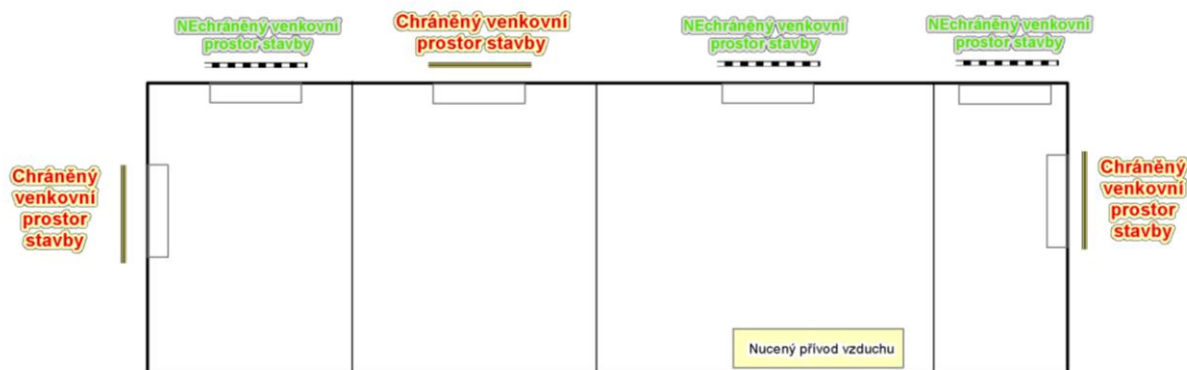 NEchráněný venkovní
prostor stavby
Chráněný venkovní
prostor stavby
NEchráněný venkovní
prostor stavby
NEchráněný venkovní
prostor stavby
Chráněný
venkovní
prostor
stavby
Chráněný
venkovní
prostor
stavby
Nucený přívod vzduchu